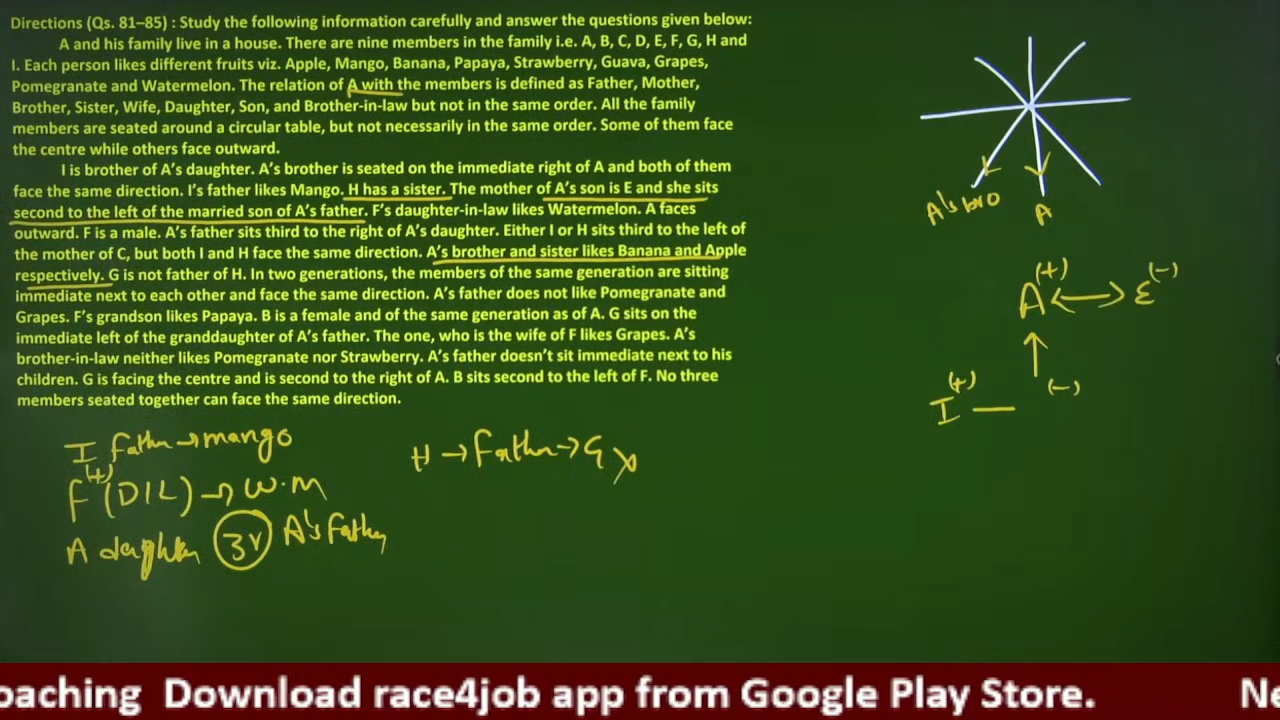 Directions (Qs. 81–85) : Study the following information carefully and answer the questions given below:
A and his family live in a house. There are nine members in the family i.e. A, B, C, D, E, F, G, H and
I. Each person likes different fruits viz. Apple, Mango, Banana, Papaya, Strawberry, Guava, Grapes,
Pomegranate and Watermelon. The relation of A with the members is defined as Father, Mother,
Brother, Sister, Wife, Daughter, Son, and Brother-in-law but not in the same order. All the family
members are seated around a circular table, but not necessarily in the same order. Some of them face
the centre while others face outward.
I is brother of A's daughter. A's brother is seated on the immediate right of A and both of them
face the same direction. I's father likes Mango. H has a sister. The mother of A's son is E and she sits
second to the left of the married son of A's father. F's daughter-in-law likes Watermelon. A faces
outward. F is a male. A's father sits third to the right of A's daughter. Either I or H sits third to the left of
the mother of C, but both I and H face the same direction. A's brother and sister likes Banana and Apple
respectively. G is not father of H. In two generations, the members of the same generation are sitting
immediate next to each other and face the same direction. A's father does not like Pomegranate and
Grapes. F's grandson likes Papaya. B is a female and of the same generation as of A. G sits on the
immediate left of the granddaughter of A's father. The one, who is the wife of F likes Grapes. A's
brother-in-law neither likes Pomegranate nor Strawberry. A's father doesn't sit immediate next to his
children. G is facing the centre and is second to the right of A. B sits second to the left of F. No three
members seated together can face the same direction.
A's bro A
A (+) ↔ E (-)
I (+) — (-)
I father → mango
F (+) (DIL) → W.M
A daughter 3r A's father
H → Father → G x
oaching Download race4job app from Google Play Store. Ne